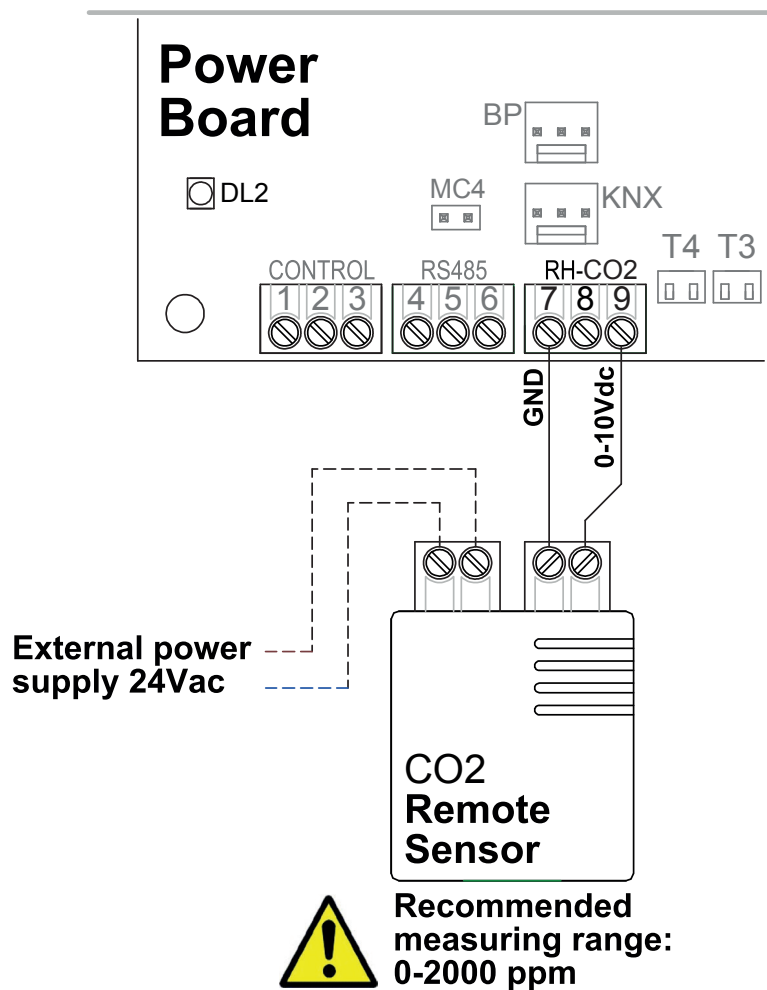 Power
Board
BP
DL2
MC4
KNX
T4 T3
CONTROL
RS485
RH-CO2
1 2 3
4 5 6
7 8 9
GND
0-10Vdc
External power
supply 24Vac
CO2
Remote
Sensor
Recommended
measuring range:
0-2000 ppm